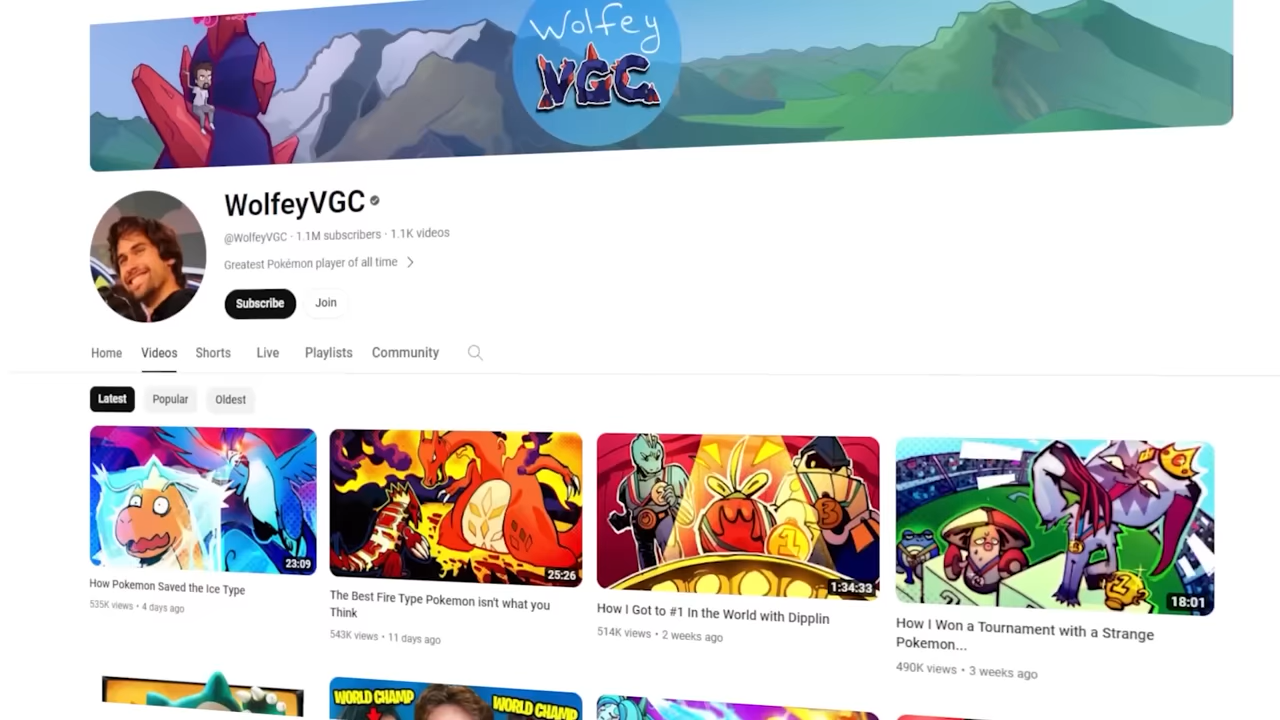 Wolfey
VGC
WolfeyVGC
@WolfeyVGC · 1.1M subscribers · 1.1K videos
Greatest Pokémon player of all time
Subscribe
Join
Home
Videos
Shorts
Live
Playlists
Community
Latest
Popular
Oldest
23:09
How Pokemon Saved the Ice Type
535K views • 4 days ago
25:26
The Best Fire Type Pokemon isn't what you
Think
543K views • 11 days ago
2
1
3
1:34:33
How I Got to #1 In the World with Dipplin
514K views • 2 weeks ago
18:01
How I Won a Tournament with a Strange
Pokemon...
490K views • 3 weeks ago
WORLD CHAMP
WORLD CHAMP